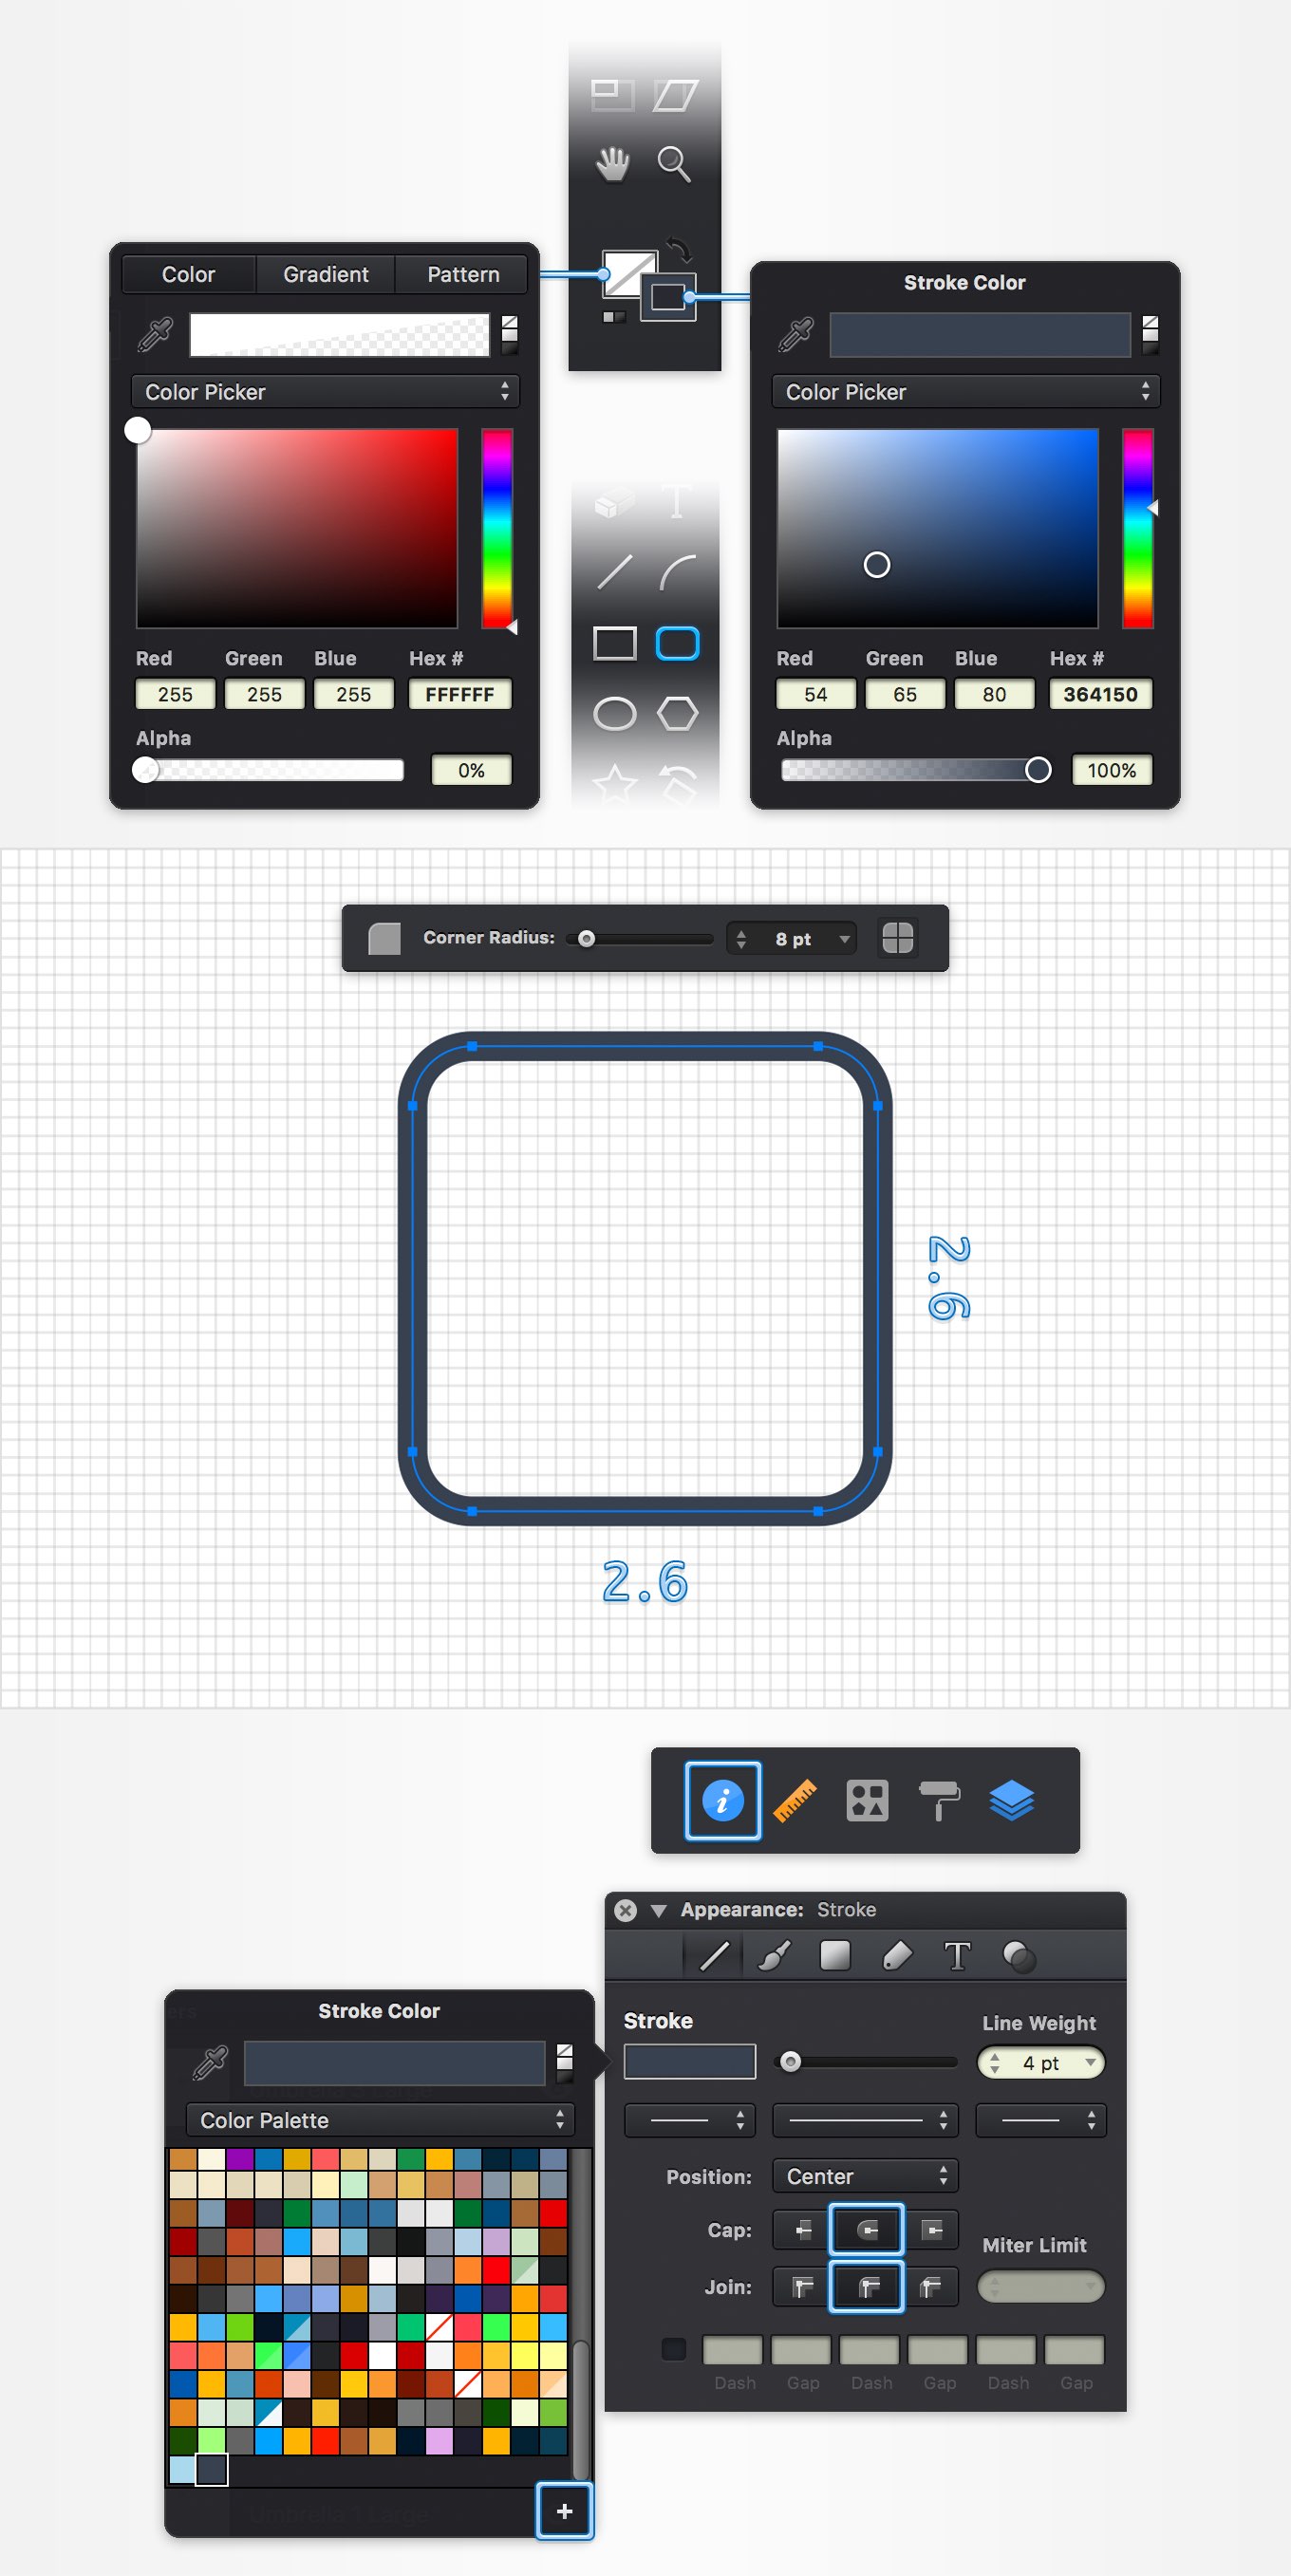 Color Gradient Pattern
Color Picker
Red Green Blue Hex #
255 255 255 FFFFFF
Alpha
0%
T
Stroke Color
Color Picker
Red Green Blue Hex #
54 65 80 364150
Alpha
100%
Corner Radius: 8 pt
2.6
2.6
i
Appearance: Stroke
T
Stroke Line Weight
4 pt
Position: Center
Cap:
Miter Limit
Join:
Dash Gap Dash Gap Dash Gap
Stroke Color
Color Palette
+